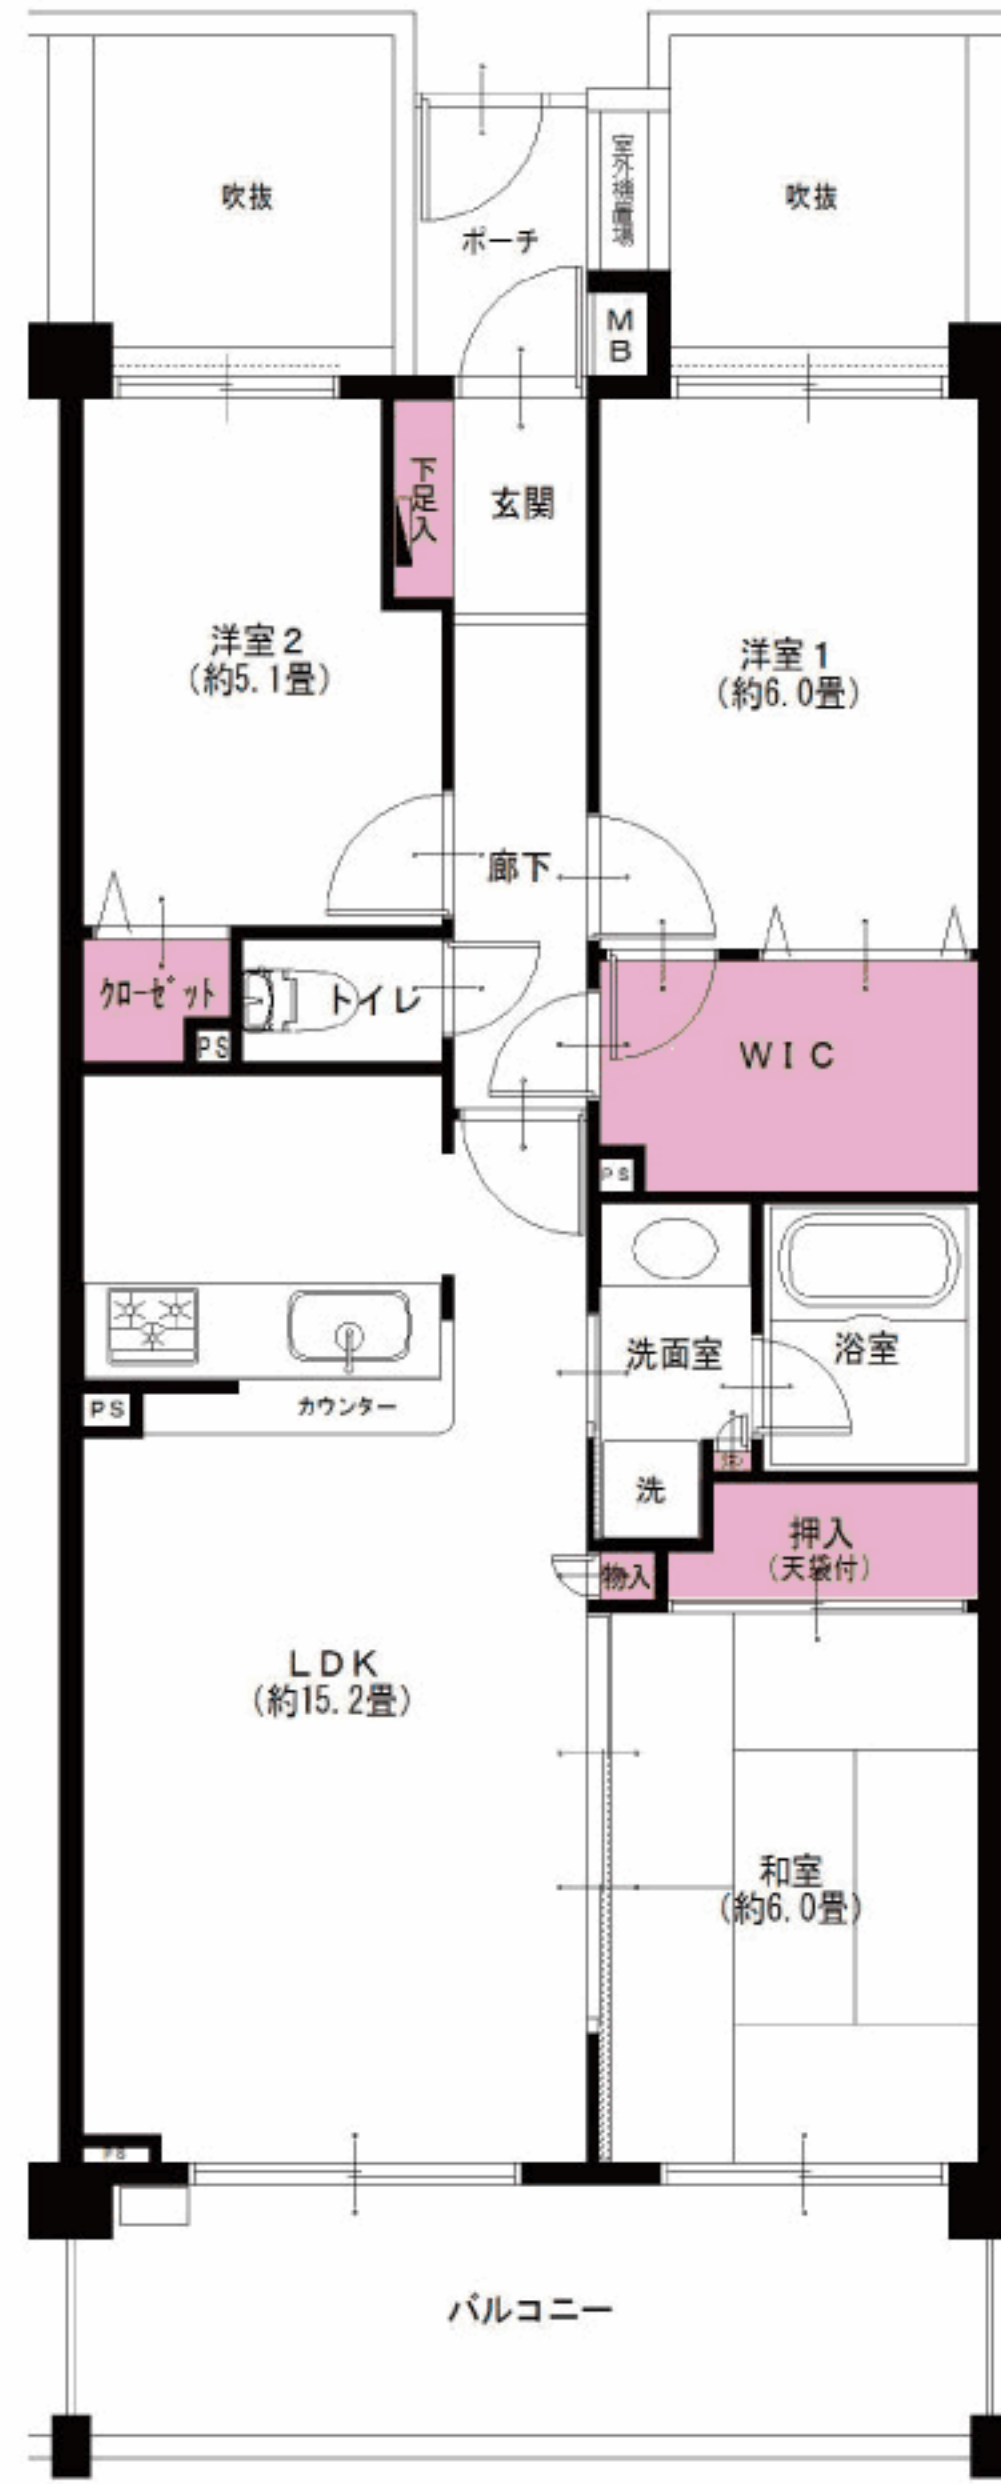 吹抜
室外機置場
吹抜
ポーチ
MB
下足入
玄関
洋室2
(約5.1畳)
洋室1
(約6.0畳)
廊下
クローゼット
トイレ
PS
WIC
PS
洗面室
浴室
PS
カウンター
洗
押入
(天袋付)
物入
LDK
(約15.2畳)
和室
(約6.0畳)
PS
バルコニー